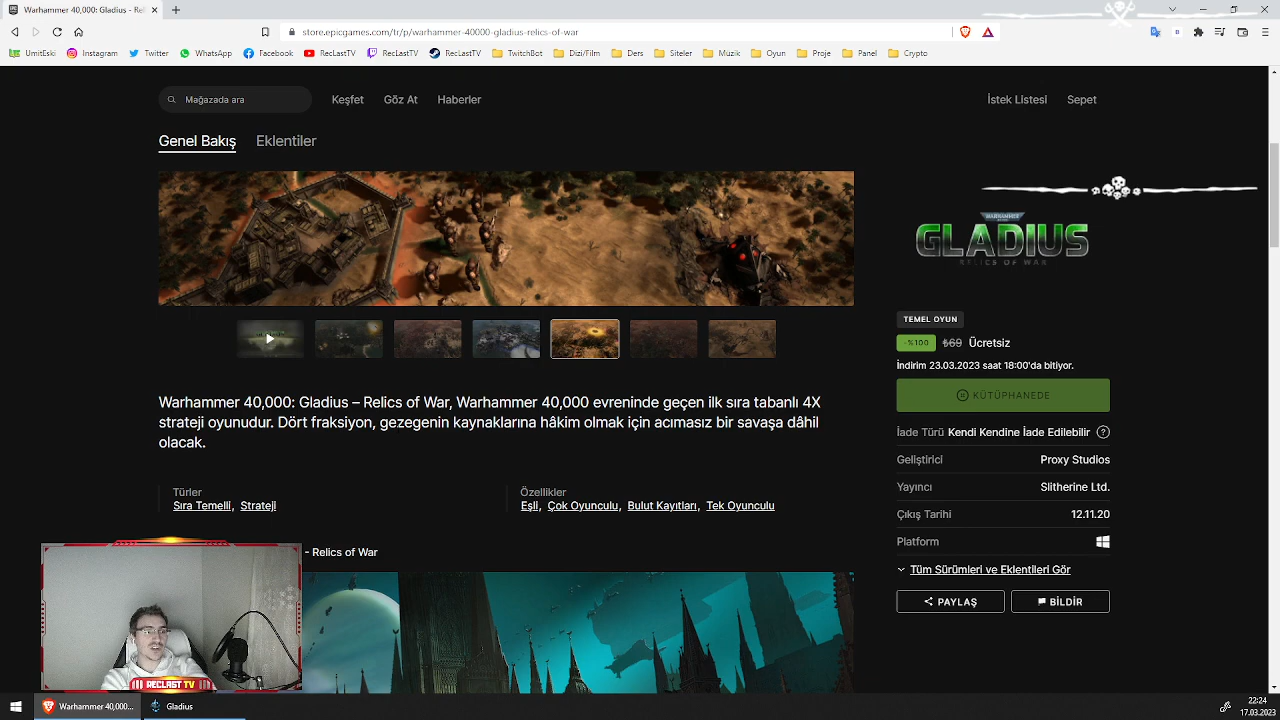 Warhammer 40,000: Gladius - Rel
store.epicgames.com/tr/p/warhammer-40000-gladius-relics-of-war
UmitEski
Instagram
Twitter
WhatsApp
Facebook
RecLastTV
RecLastTV
RecLastTV
TwitchBot
Dizi/Film
Ders
Siteler
Müzik
Oyun
Proje
Panel
Crypto
Mağazada ara
Keşfet
Göz At
Haberler
İstek Listesi
Sepet
Genel Bakış
Eklentiler
WARHAMMER
GLADIUS
RELICS OF WAR
TEMEL OYUN
-%100 ₺69 Ücretsiz
İndirim 23.03.2023 saat 18:00'da bitiyor.
KÜTÜPHANEDE
İade Türü Kendi Kendine İade Edilebilir ?
Geliştirici Proxy Studios
Yayıncı Slitherine Ltd.
Çıkış Tarihi 12.11.20
Platform
Tüm Sürümleri ve Eklentileri Gör
PAYLAŞ
BİLDİR
Warhammer 40,000: Gladius – Relics of War, Warhammer 40,000 evreninde geçen ilk sıra tabanlı 4X
strateji oyunudur. Dört fraksiyon, gezegenin kaynaklarına hâkim olmak için acımasız bir savaşa dâhil
olacak.
Türler
Sıra Temelli, Strateji
Özellikler
Eşli, Çok Oyunculu, Bulut Kayıtları, Tek Oyunculu
- Relics of War
RECLAST TV
Warhammer 40,000...
Gladius
22:24
17.03.2023